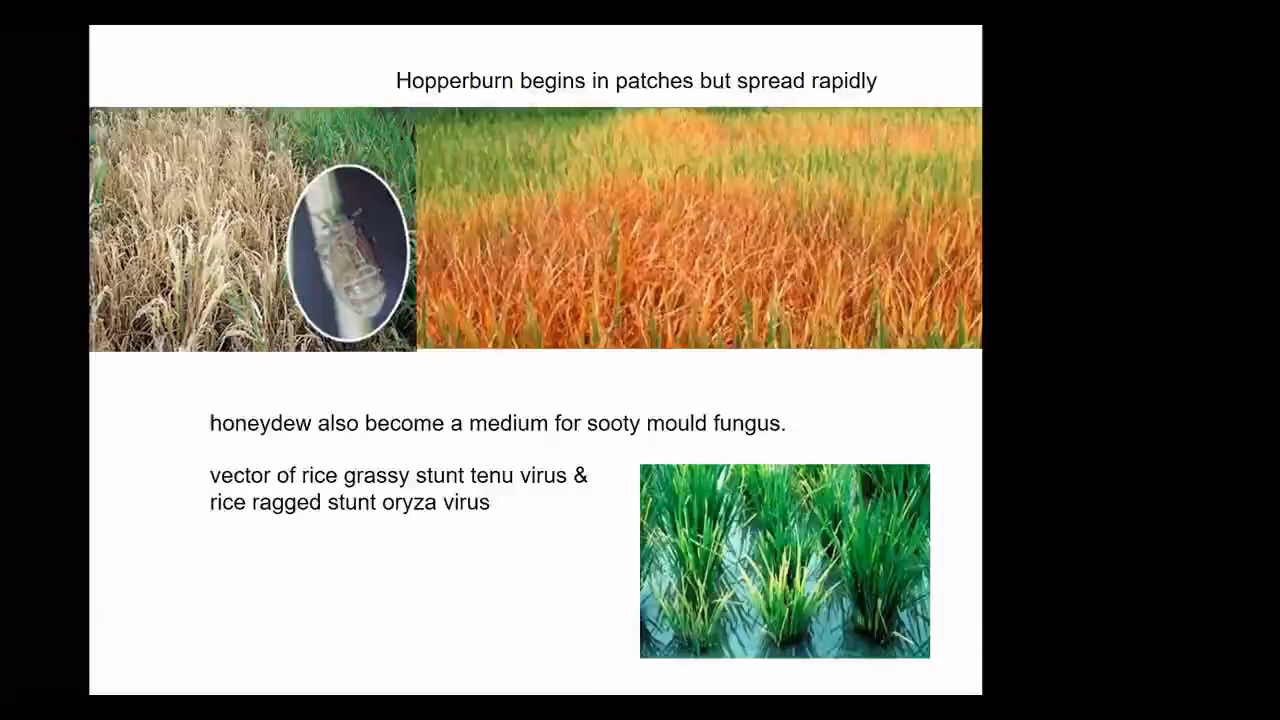 Hopperburn begins in patches but spread rapidly
honeydew also become a medium for sooty mould fungus.
vector of rice grassy stunt tenu virus &
rice ragged stunt oryza virus